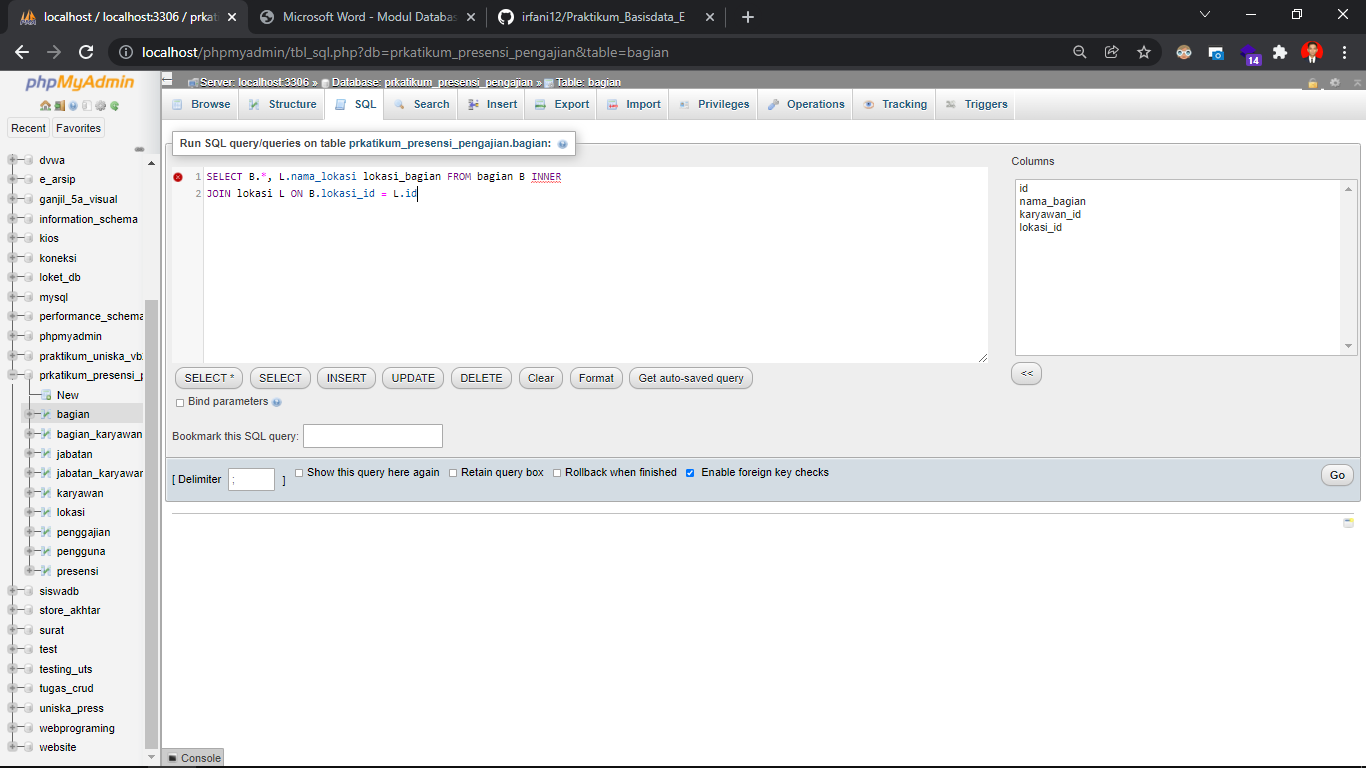 localhost / localhost:3306 / prkat
Microsoft Word - Modul Databas
irfani12/Praktikum_Basisdata_E
localhost/phpmyadmin/tbl_sql.php?db=prkatikum_presensi_pengajian&table=bagian
14
phpMyAdmin
Recent
Favorites
dvwa
e_arsip
ganjil_5a_visual
information_schema
kios
koneksi
loket_db
mysql
performance_schema
phpmyadmin
praktikum_uniska_vb
prkatikum_presensi_p
New
bagian
bagian_karyawan
jabatan
jabatan_karyawan
karyawan
lokasi
penggajian
pengguna
presensi
siswadb
store_akhtar
surat
test
testing_uts
tugas_crud
uniska_press
webprograming
website
Server: localhost:3306 » Database: prkatikum_presensi_pengajian » Table: bagian
Browse
Structure
SQL
Search
Insert
Export
Import
Privileges
Operations
Tracking
Triggers
Run SQL query/queries on table prkatikum_presensi_pengajian.bagian:
1 SELECT B.*, L.nama_lokasi lokasi_bagian FROM bagian B INNER
2 JOIN lokasi L ON B.lokasi_id = L.id
Columns
id
nama_bagian
karyawan_id
lokasi_id
SELECT *
SELECT
INSERT
UPDATE
DELETE
Clear
Format
Get auto-saved query
<<
Bind parameters
Bookmark this SQL query:
[ Delimiter ; ]
Show this query here again
Retain query box
Rollback when finished
Enable foreign key checks
Go
Console